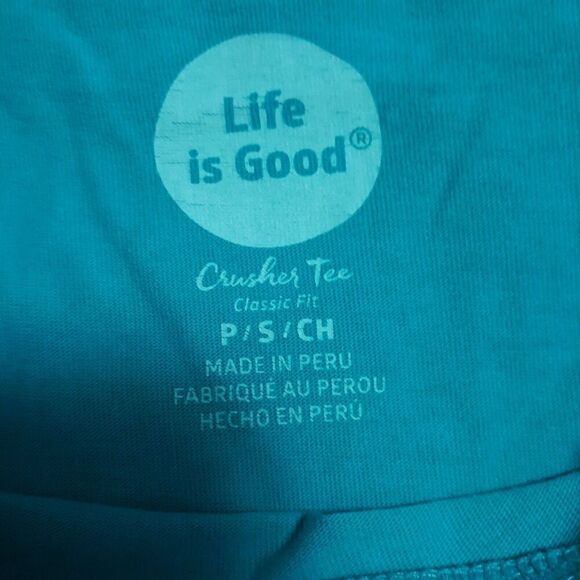 Life
is Good®
Crusher Tee
Classic Fit
P/S/CH
MADE IN PERU
FABRIQUÉ AU PEROU
HECHO EN PERÚ